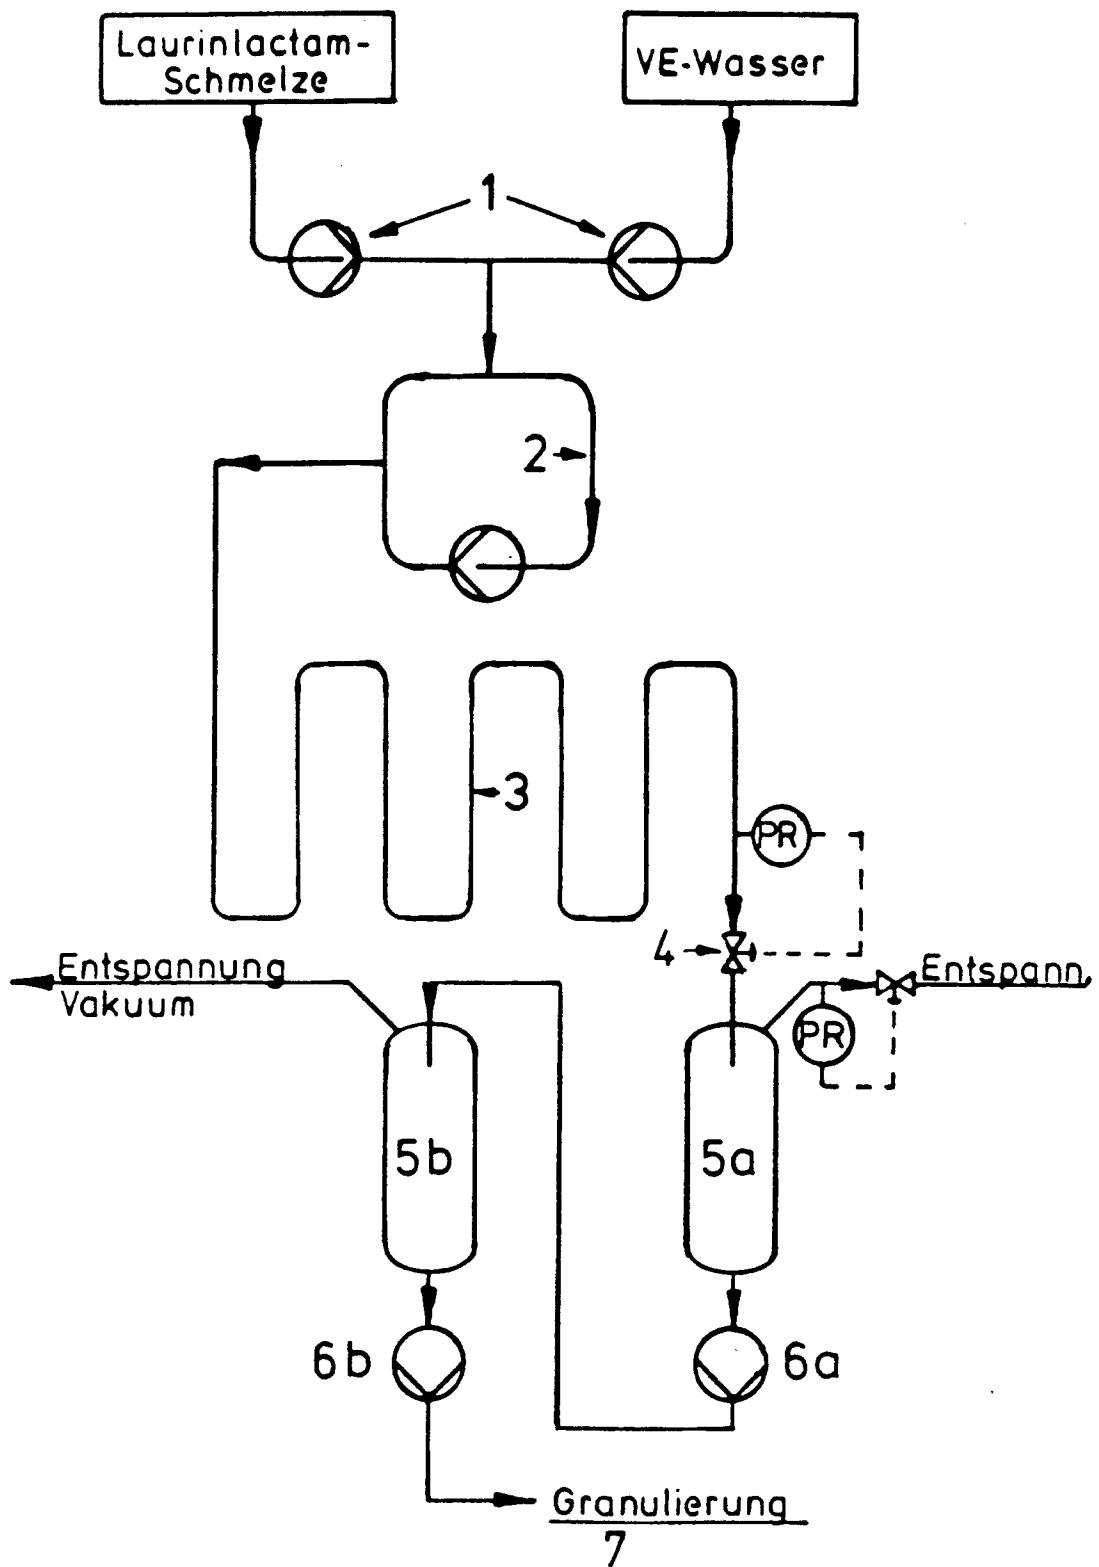 Laurinlactam-
Schmelze
VE-Wasser
1
2
3
PR
4
Entspannung
Vakuum
Entspann.
PR
5b
5a
6b
6a
Granulierung
7